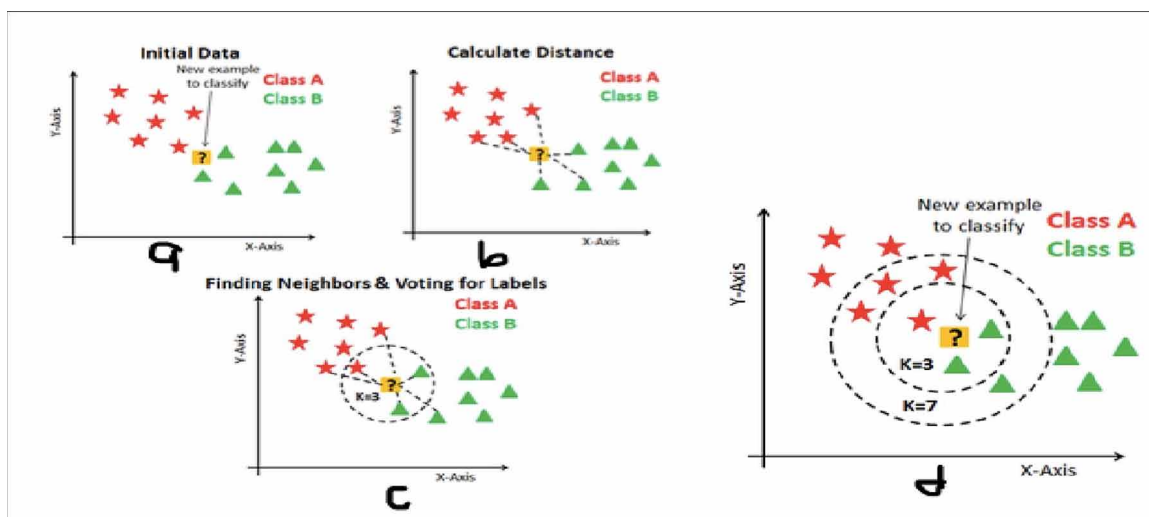 Initial Data
New example
to classify
Class A
Class B
?
Y-Axis
X-Axis
a
Calculate Distance
Class A
Class B
?
Y-Axis
X-Axis
b
Finding Neighbors & Voting for Labels
Class A
Class B
?
K=3
Y-Axis
X-Axis
c
New example
to classify
Class A
Class B
?
K=3
K=7
Y-Axis
X-Axis
d